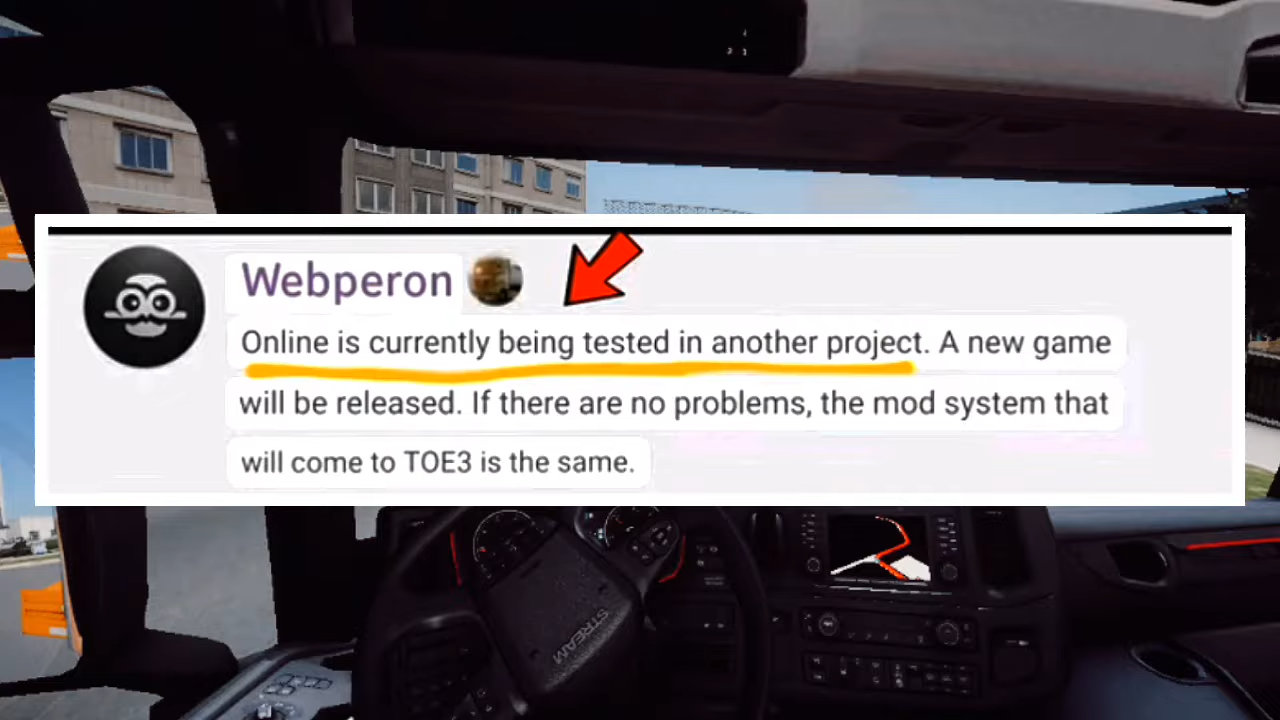 Webperon
Online is currently being tested in another project. A new game
will be released. If there are no problems, the mod system that
will come to TOE3 is the same.
STREAM